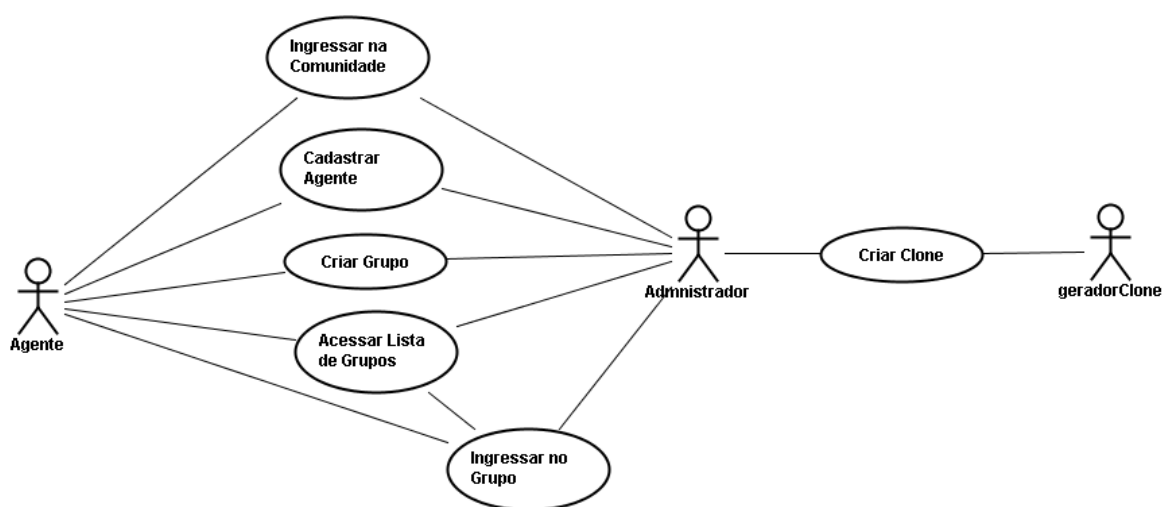 Ingressar na
Comunidade
Cadastrar
Agente
Criar Grupo
Criar Clone
Admnistrador
geradorClone
Agente
Acessar Lista
de Grupos
Ingressar no
Grupo